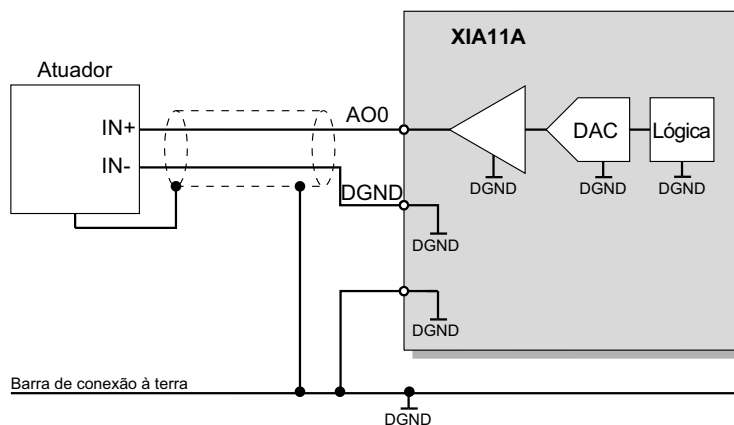 XIA11A
Atuador
IN+
AO0
DAC
Lógica
IN-
DGND
DGND
DGND
DGND
DGND
DGND
Barra de conexão à terra
DGND